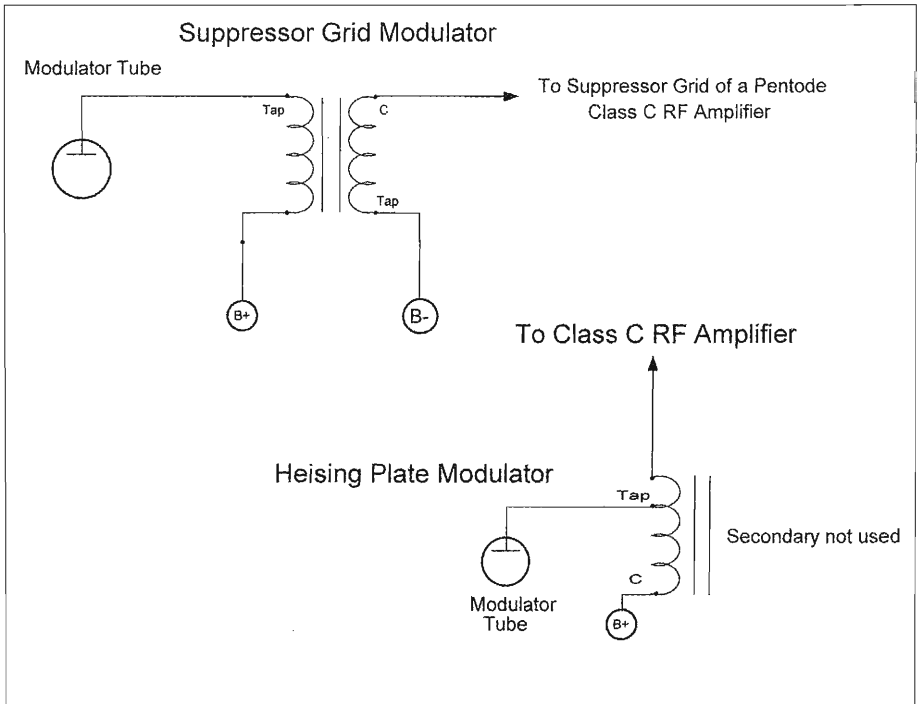 Suppressor Grid Modulator
Modulator Tube
Tap
C
To Suppressor Grid of a Pentode
Class C RF Amplifier
Tap
B+
B-
To Class C RF Amplifier
Heising Plate Modulator
Tap
Secondary not used
C
Modulator
Tube
B+